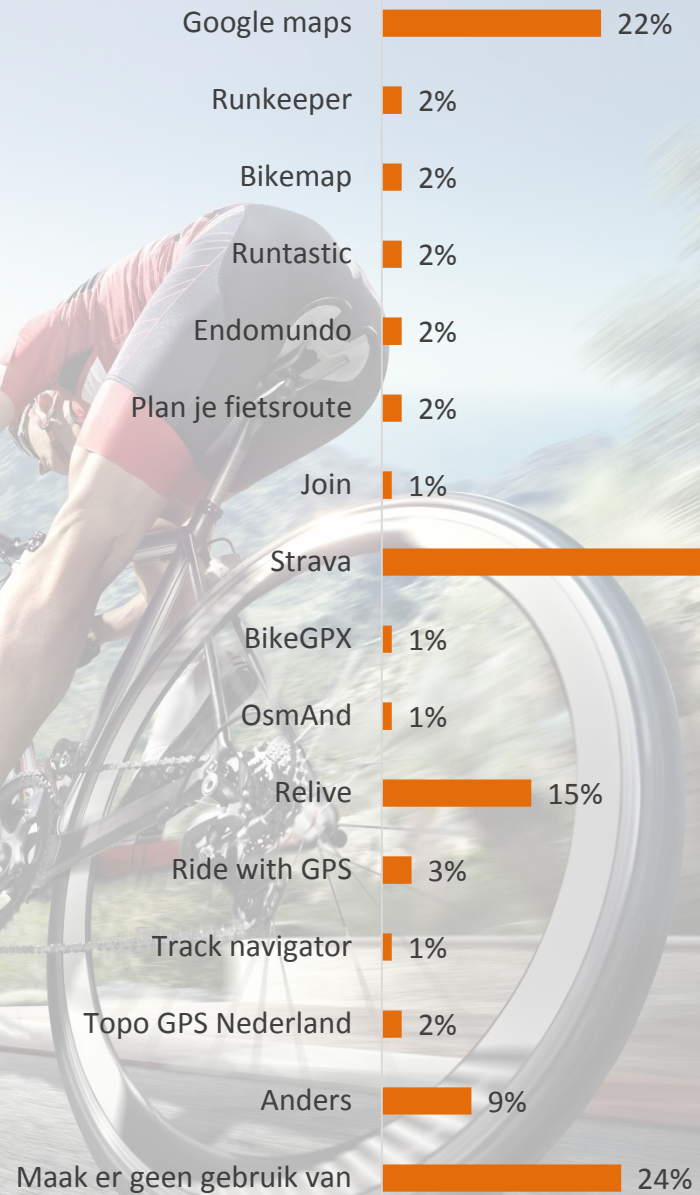 Google maps 22%
Runkeeper 2%
Bikemap 2%
Runtastic 2%
Endomundo 2%
Plan je fietsroute 2%
Join 1%
Strava
BikeGPX 1%
OsmAnd 1%
Relive 15%
Ride with GPS 3%
Track navigator 1%
Topo GPS Nederland 2%
Anders 9%
Maak er geen gebruik van 24%